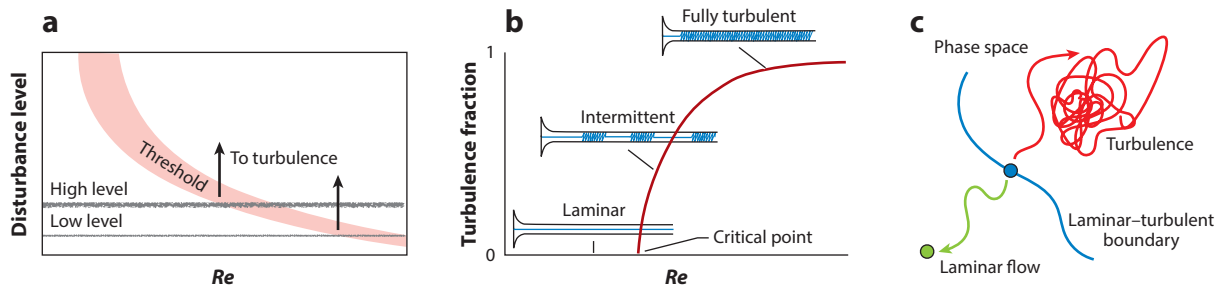 a
Disturbance level
Threshold
To turbulence
High level
Low level
Re
b
Turbulence fraction
1
0
Fully turbulent
Intermittent
Laminar
Critical point
Re
c
Phase space
Turbulence
Laminar–turbulent
boundary
Laminar flow